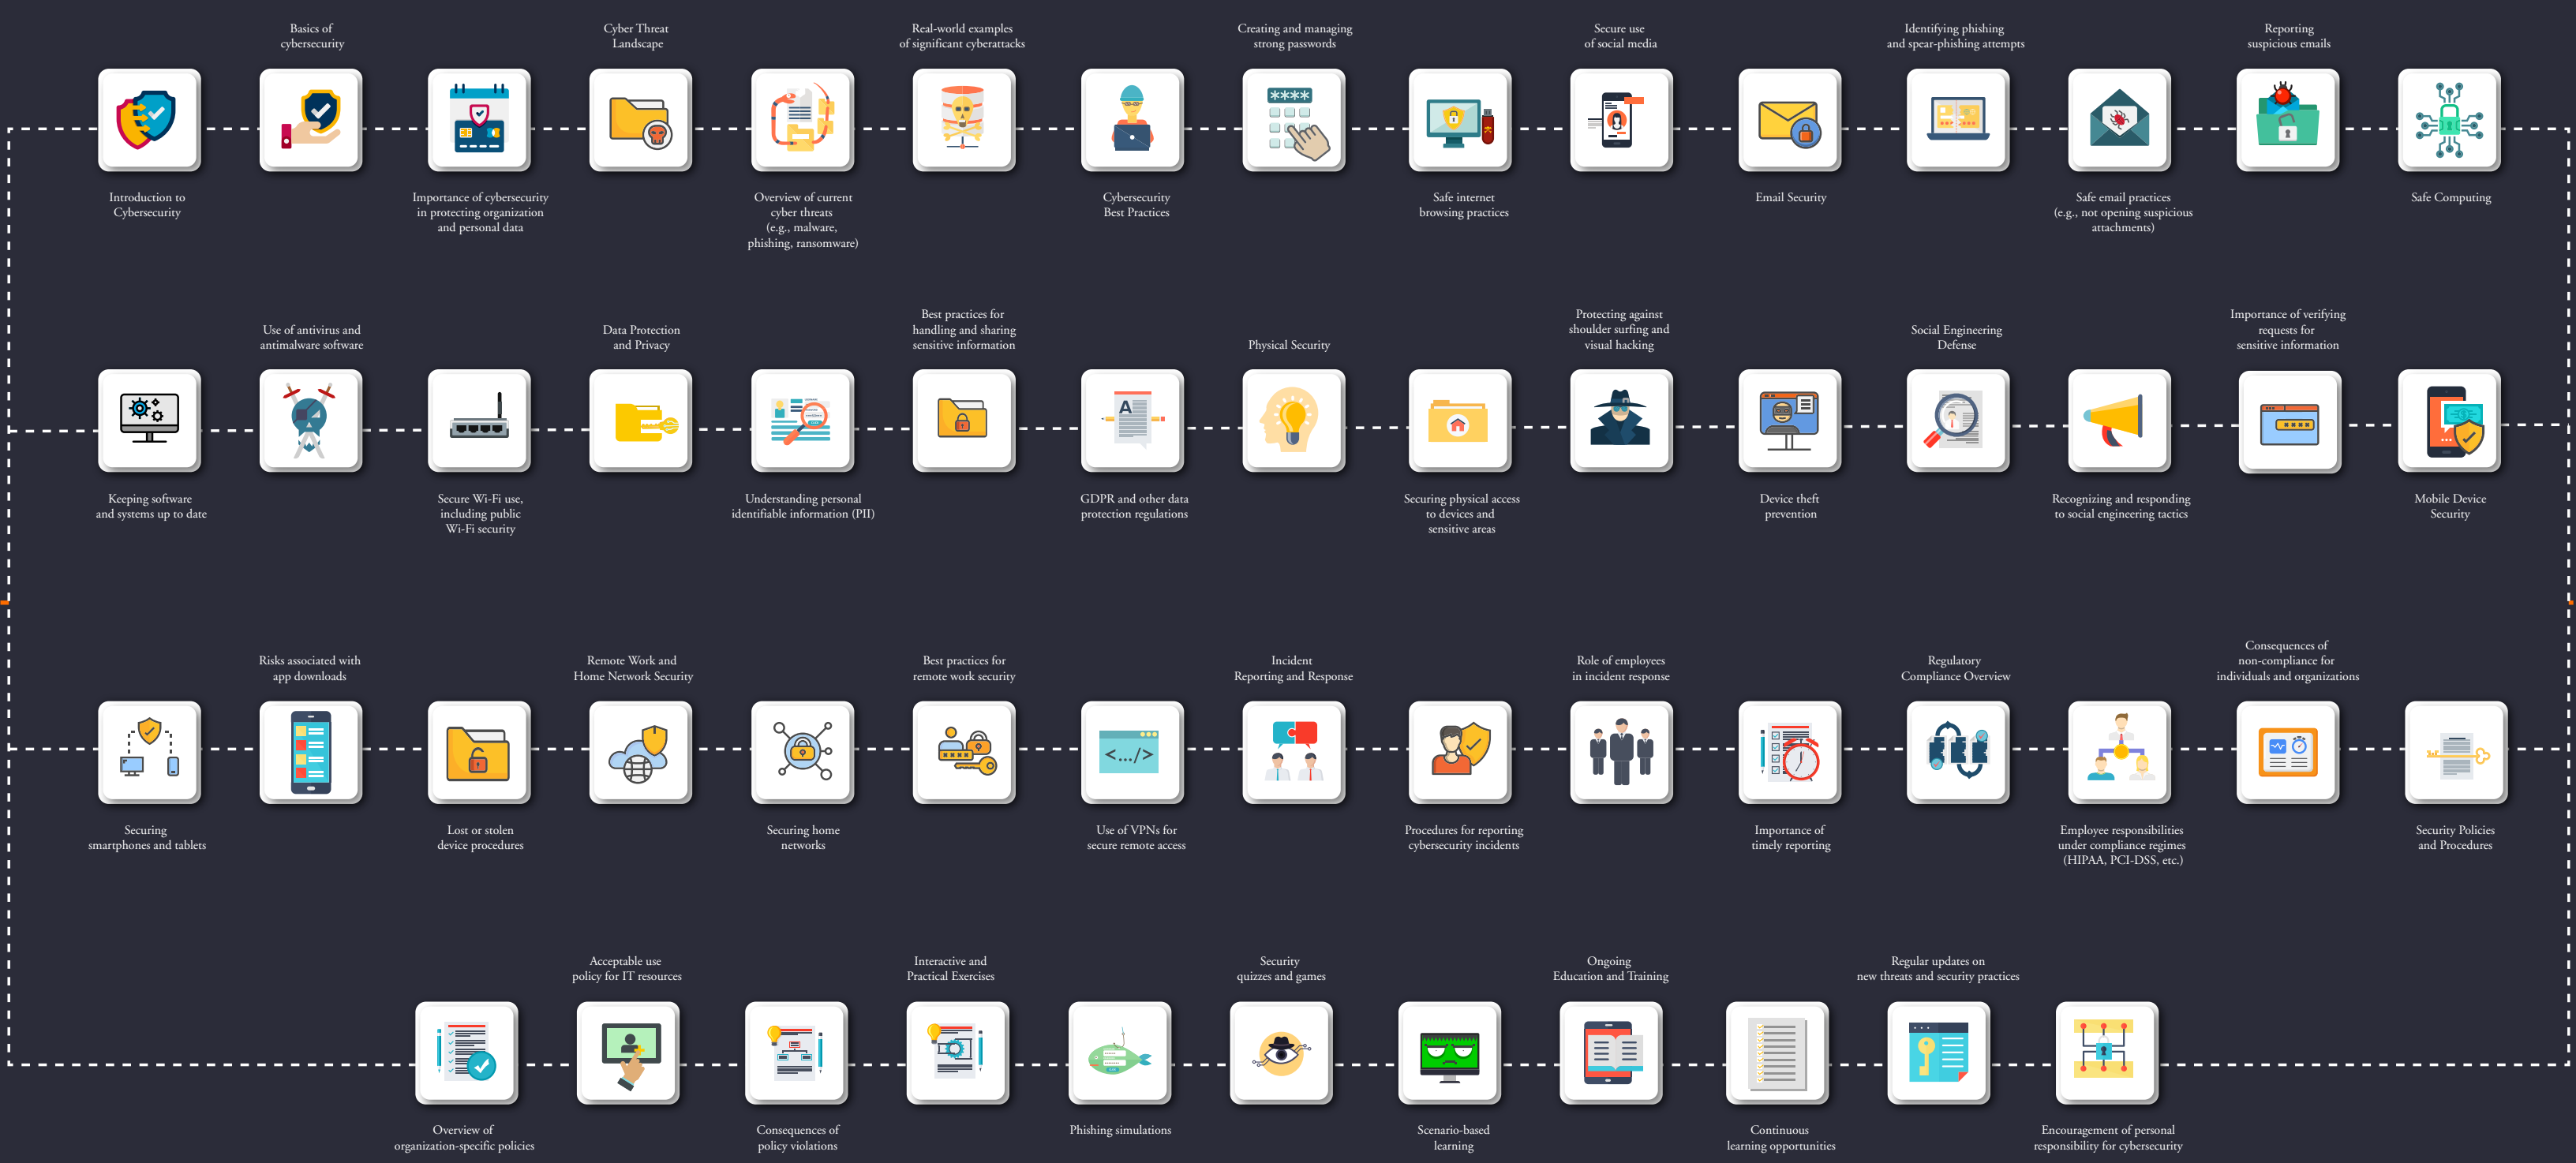 Basics of
cybersecurity
Cyber Threat
Landscape
Real-world examples
of significant cyberattacks
Creating and managing
strong passwords
Secure use
of social media
Identifying phishing
and spear-phishing attempts
Reporting
suspicious emails
****
Introduction to
Cybersecurity
Importance of cybersecurity
in protecting organization
and personal data
Overview of current
cyber threats
(e.g., malware,
phishing, ransomware)
Cybersecurity
Best Practices
Safe internet
browsing practices
Email Security
Safe email practices
(e.g., not opening suspicious
attachments)
Safe Computing
Use of antivirus and
antimalware software
Data Protection
and Privacy
Best practices for
handling and sharing
sensitive information
Physical Security
Protecting against
shoulder surfing and
visual hacking
Social Engineering
Defense
Importance of verifying
requests for
sensitive information
A
Keeping software
and systems up to date
Secure Wi-Fi use,
including public
Wi-Fi security
Understanding personal
identifiable information (PII)
GDPR and other data
protection regulations
Securing physical access
to devices and
sensitive areas
Device theft
prevention
Recognizing and responding
to social engineering tactics
Mobile Device
Security
Risks associated with
app downloads
Remote Work and
Home Network Security
Best practices for
remote work security
Incident
Reporting and Response
Role of employees
in incident response
Regulatory
Compliance Overview
Consequences of
non-compliance for
individuals and organizations
<.../>
Securing
smartphones and tablets
Lost or stolen
device procedures
Securing home
networks
Use of VPNs for
secure remote access
Procedures for reporting
cybersecurity incidents
Importance of
timely reporting
Employee responsibilities
under compliance regimes
(HIPAA, PCI-DSS, etc.)
Security Policies
and Procedures
Acceptable use
policy for IT resources
Interactive and
Practical Exercises
Security
quizzes and games
Ongoing
Education and Training
Regular updates on
new threats and security practices
Overview of
organization-specific policies
Consequences of
policy violations
Phishing simulations
Scenario-based
learning
Continuous
learning opportunities
Encouragement of personal
responsibility for cybersecurity